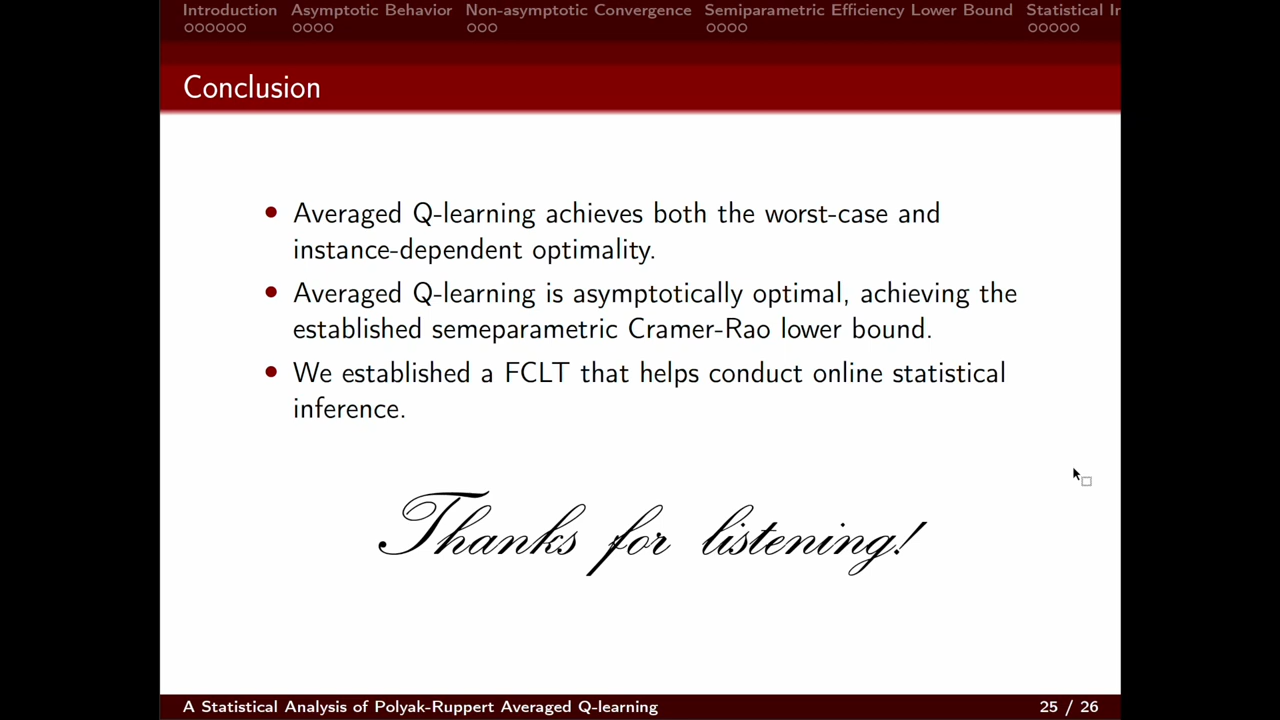 Introduction Asymptotic Behavior Non-asymptotic Convergence Semiparametric Efficiency Lower Bound Statistical In
Conclusion
• Averaged Q-learning achieves both the worst-case and
instance-dependent optimality.
• Averaged Q-learning is asymptotically optimal, achieving the
established semeparametric Cramer-Rao lower bound.
• We established a FCLT that helps conduct online statistical
inference.
Thanks for listening!
A Statistical Analysis of Polyak-Ruppert Averaged Q-learning 25 / 26